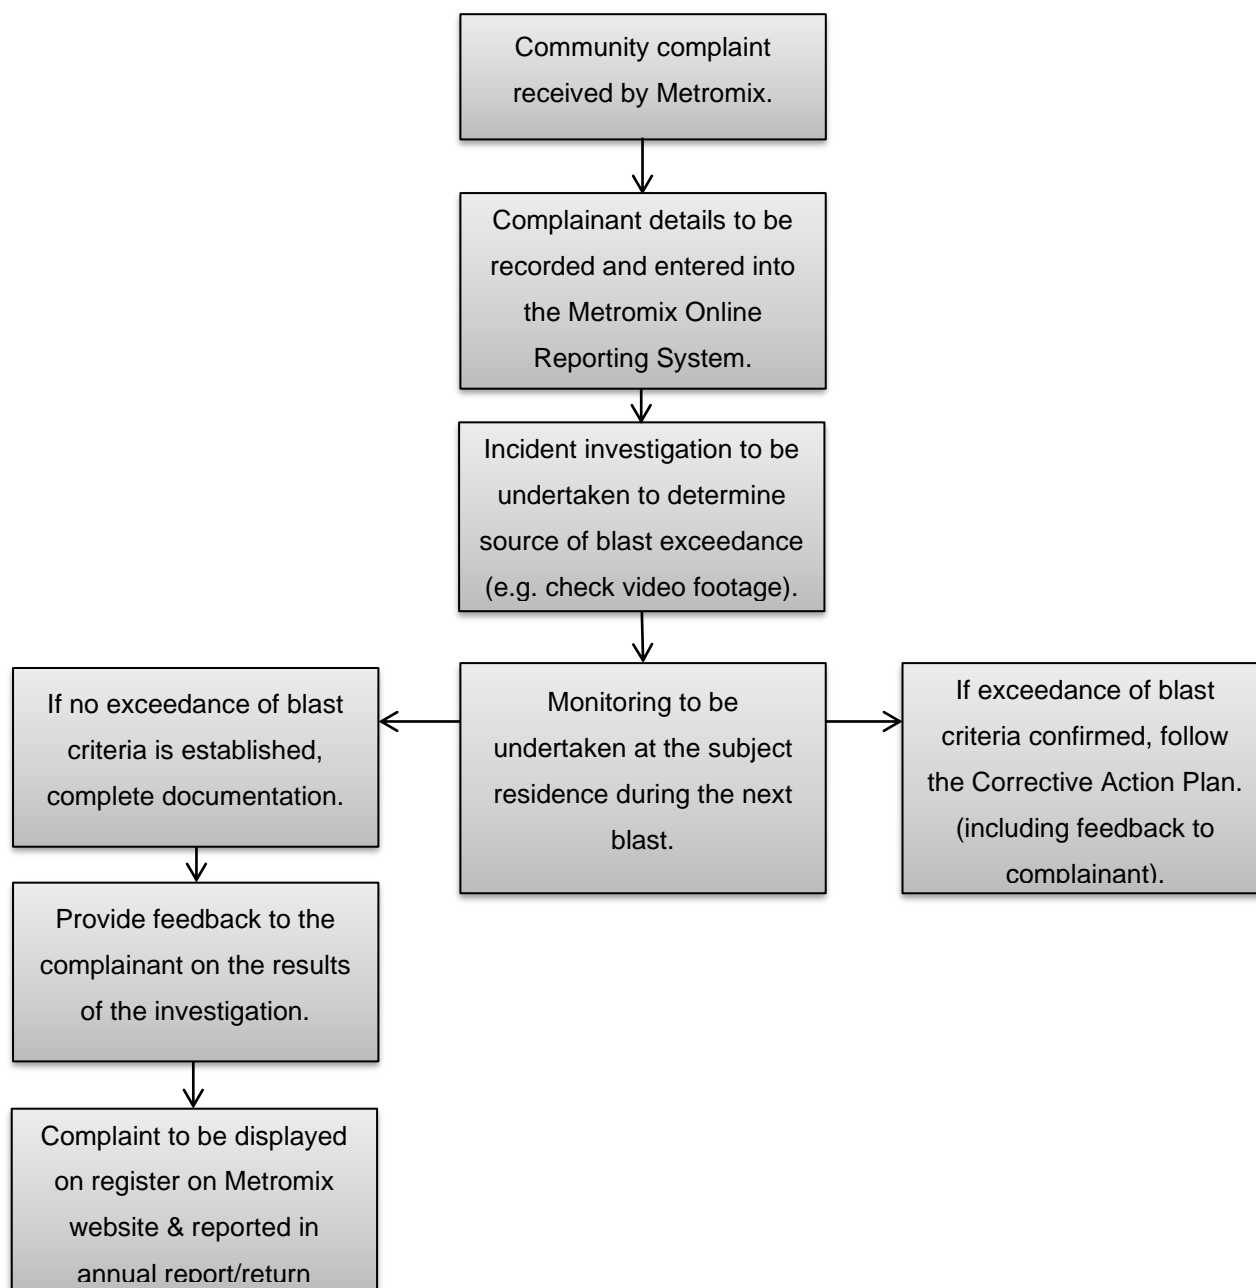 Community complaint
received by Metromix.
Complainant details to be
recorded and entered into
the Metromix Online
Reporting System.
Incident investigation to be
undertaken to determine
source of blast exceedance
(e.g. check video footage).
If no exceedance of blast
criteria is established,
complete documentation.
Monitoring to be
undertaken at the subject
residence during the next
blast.
If exceedance of blast
criteria confirmed, follow
the Corrective Action Plan.
(including feedback to
complainant).
Provide feedback to the
complainant on the results
of the investigation.
Complaint to be displayed
on register on Metromix
website & reported in
annual report/return